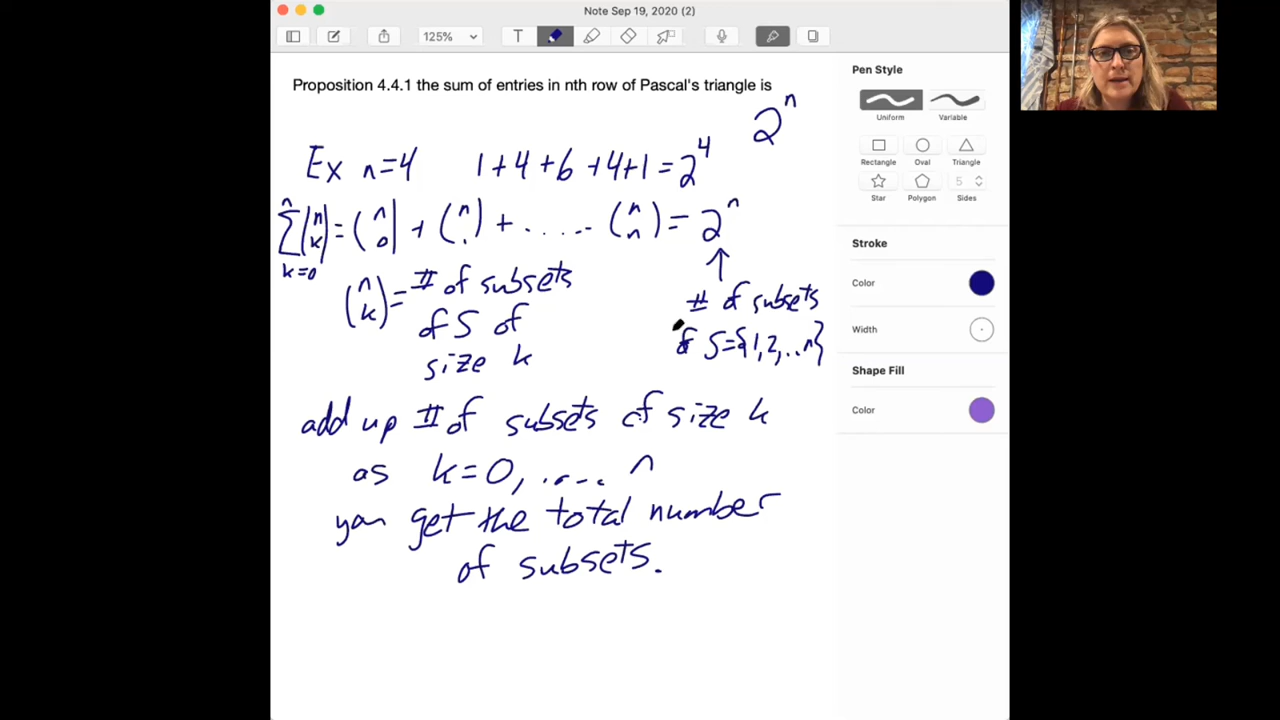 Note Sep 19, 2020 (2)
125%
T
Proposition 4.4.1 the sum of entries in nth row of Pascal's triangle is
2^n
Ex n=4 1+4+6+4+1=2^4
∑_{k=0}^{n} (n k) = (n 0) + (n 1) + ...... (n n) = 2^n
(n k) = # of subsets
of S of
size k
↑
# of subsets
of S={1,2,..n}
add up # of subsets of size k
as k=0,.... n
you get the total number
of subsets.
Pen Style
Uniform Variable
Rectangle Oval Triangle
5
Star Polygon Sides
Stroke
Color
Width
Shape Fill
Color